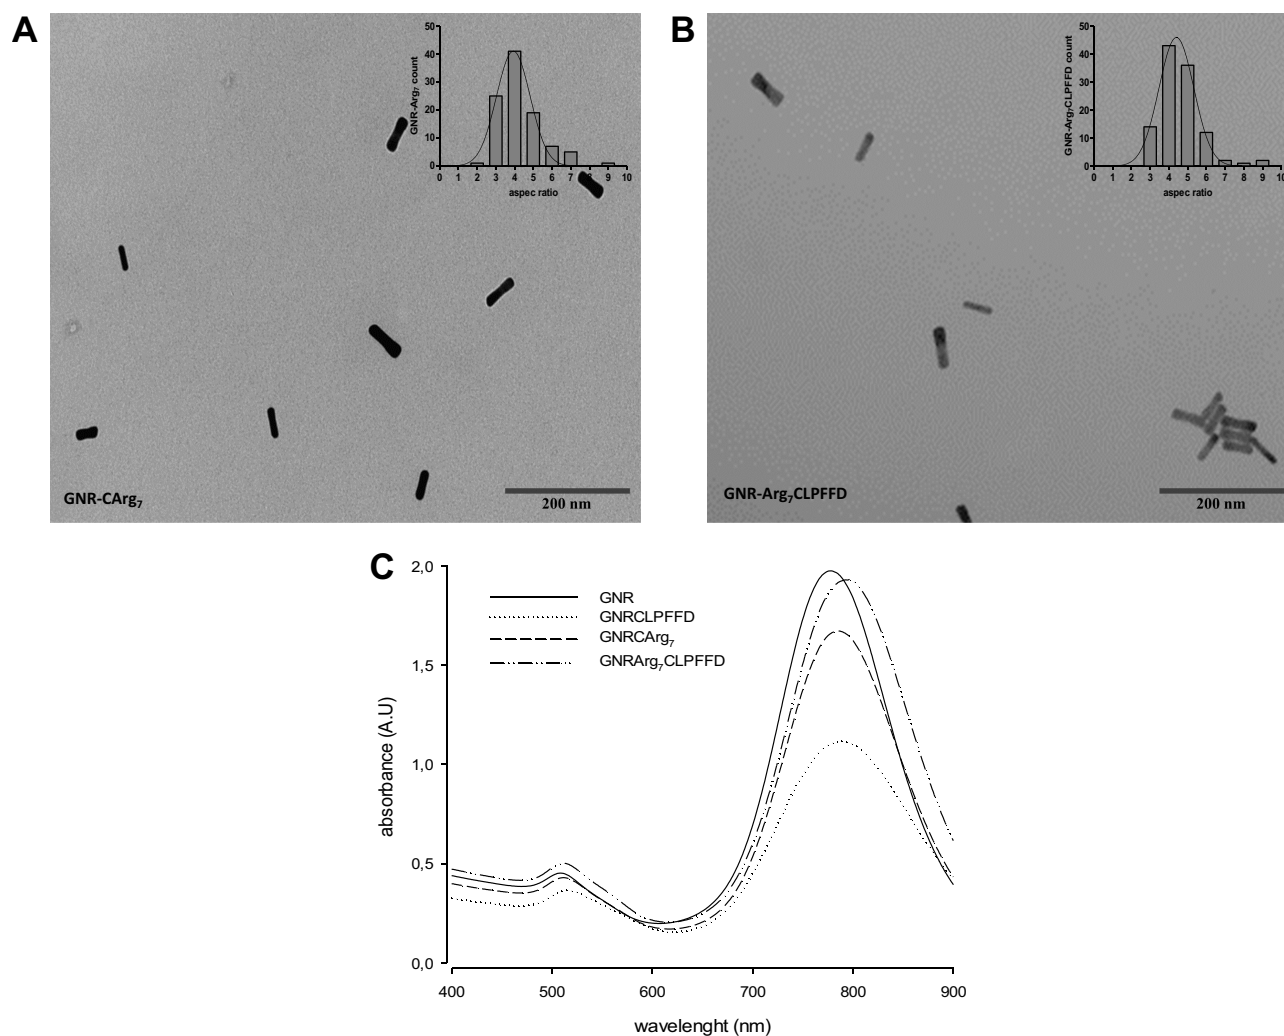 A
GNR-Arg₇ count
50
40
30
20
10
0
0 1 2 3 4 5 6 7 8 9 10
aspec ratio
GNR-CArg₇
200 nm
B
GNR-Arg₇CLPFFD count
50
40
30
20
10
0
0 1 2 3 4 5 6 7 8 9 10
aspec ratio
GNR-Arg₇CLPFFD
200 nm
C
absorbance (A.U)
2,0
1,5
1,0
0,5
0,0
GNR
GNRCLPFFD
GNRCArg₇
GNRArg₇CLPFFD
400 500 600 700 800 900
wavelenght (nm)